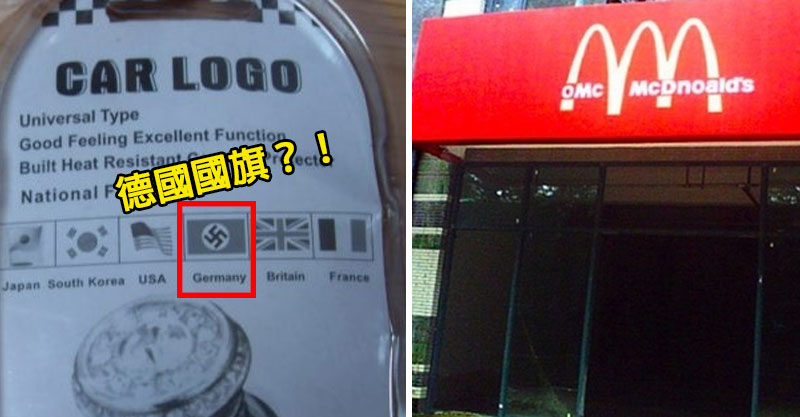 CAR LOGO
Universal Type
Good Feeling Excellent Function
Built Heat Resistant
National
德國國旗?!
Japan South Korea USA Germany Britain France
OMC McDnoald's